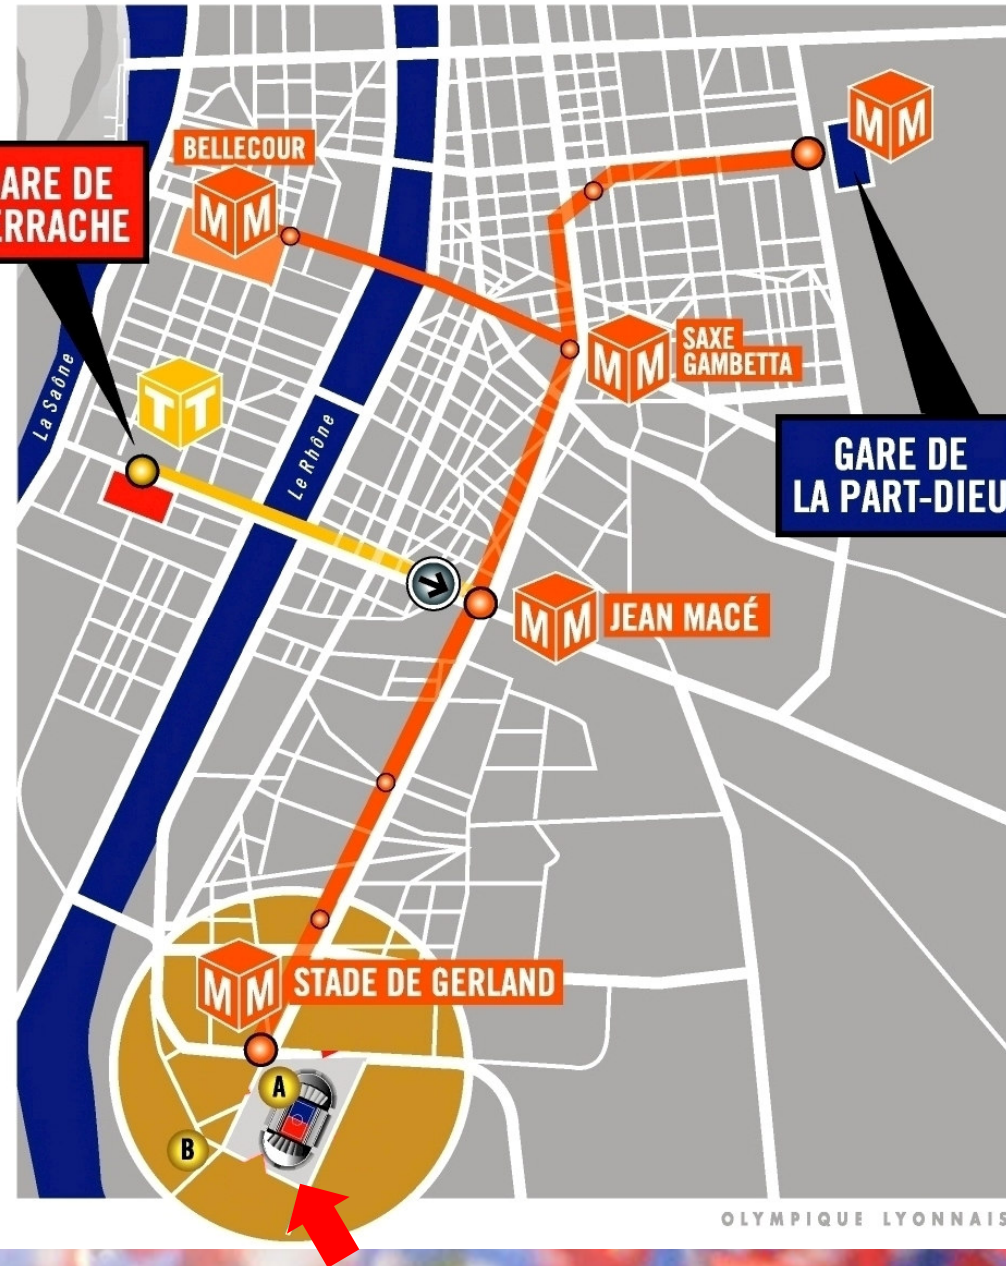 BELLECOUR
MM
MM
ARE DE
ERRACHE
MM
SAXE
GAMBETTA
La Saône
TT
Le Rhône
GARE DE
LA PART-DIEU
MM
JEAN MACÉ
MM
STADE DE GERLAND
A
B
OLYMPIQUE LYONNAIS